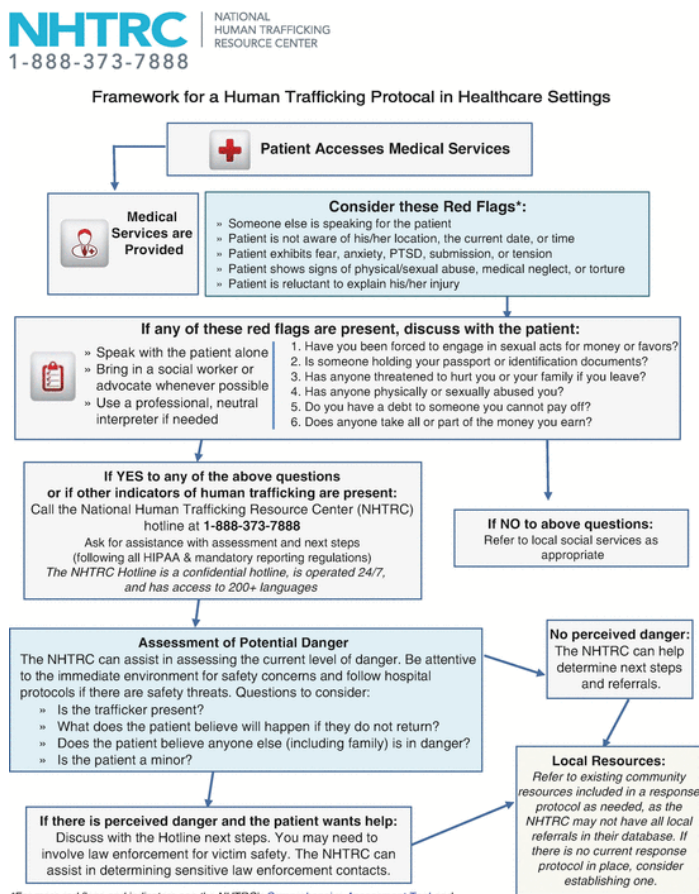 NHTRC
NATIONAL
HUMAN TRAFFICKING
RESOURCE CENTER
1-888-373-7888
Framework for a Human Trafficking Protocal in Healthcare Settings
Patient Accesses Medical Services
Medical
Services are
Provided
Consider these Red Flags*:
» Someone else is speaking for the patient
» Patient is not aware of his/her location, the current date, or time
» Patient exhibits fear, anxiety, PTSD, submission, or tension
» Patient shows signs of physical/sexual abuse, medical neglect, or torture
» Patient is reluctant to explain his/her injury
If any of these red flags are present, discuss with the patient:
» Speak with the patient alone
» Bring in a social worker or
advocate whenever possible
» Use a professional, neutral
interpreter if needed
1. Have you been forced to engage in sexual acts for money or favors?
2. Is someone holding your passport or identification documents?
3. Has anyone threatened to hurt you or your family if you leave?
4. Has anyone physically or sexually abused you?
5. Do you have a debt to someone you cannot pay off?
6. Does anyone take all or part of the money you earn?
If YES to any of the above questions
or if other indicators of human trafficking are present:
Call the National Human Trafficking Resource Center (NHTRC)
hotline at 1-888-373-7888
Ask for assistance with assessment and next steps
(following all HIPAA & mandatory reporting regulations)
The NHTRC Hotline is a confidential hotline, is operated 24/7,
and has access to 200+ languages
If NO to above questions:
Refer to local social services as
appropriate
Assessment of Potential Danger
The NHTRC can assist in assessing the current level of danger. Be attentive
to the immediate environment for safety concerns and follow hospital
protocols if there are safety threats. Questions to consider:
» Is the trafficker present?
» What does the patient believe will happen if they do not return?
» Does the patient believe anyone else (including family) is in danger?
» Is the patient a minor?
No perceived danger:
The NHTRC can help
determine next steps
and referrals.
If there is perceived danger and the patient wants help:
Discuss with the Hotline next steps. You may need to
involve law enforcement for victim safety. The NHTRC can
assist in determining sensitive law enforcement contacts.
Local Resources:
Refer to existing community
resources included in a response
protocol as needed, as the
NHTRC may not have all local
referrals in their database. If
there is no current response
protocol in place, consider
establishing one.